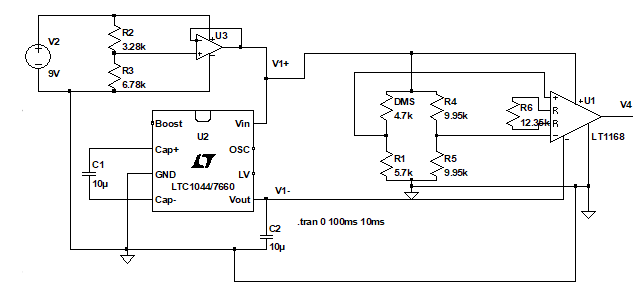 V2
9V
R2
3.28k
R3
6.78k
U3
V1+
Boost
Vin
U2
Cap+
OSC
GND
LV
LTC1044/7660
Cap-
Vout
C1
10µ
V1-
C2
10µ
.tran 0 100ms 10ms
DMS
4.7k
R4
9.95k
R1
5.7k
R5
9.95k
R6
12.35k
R
R
U1
LT1168
V4